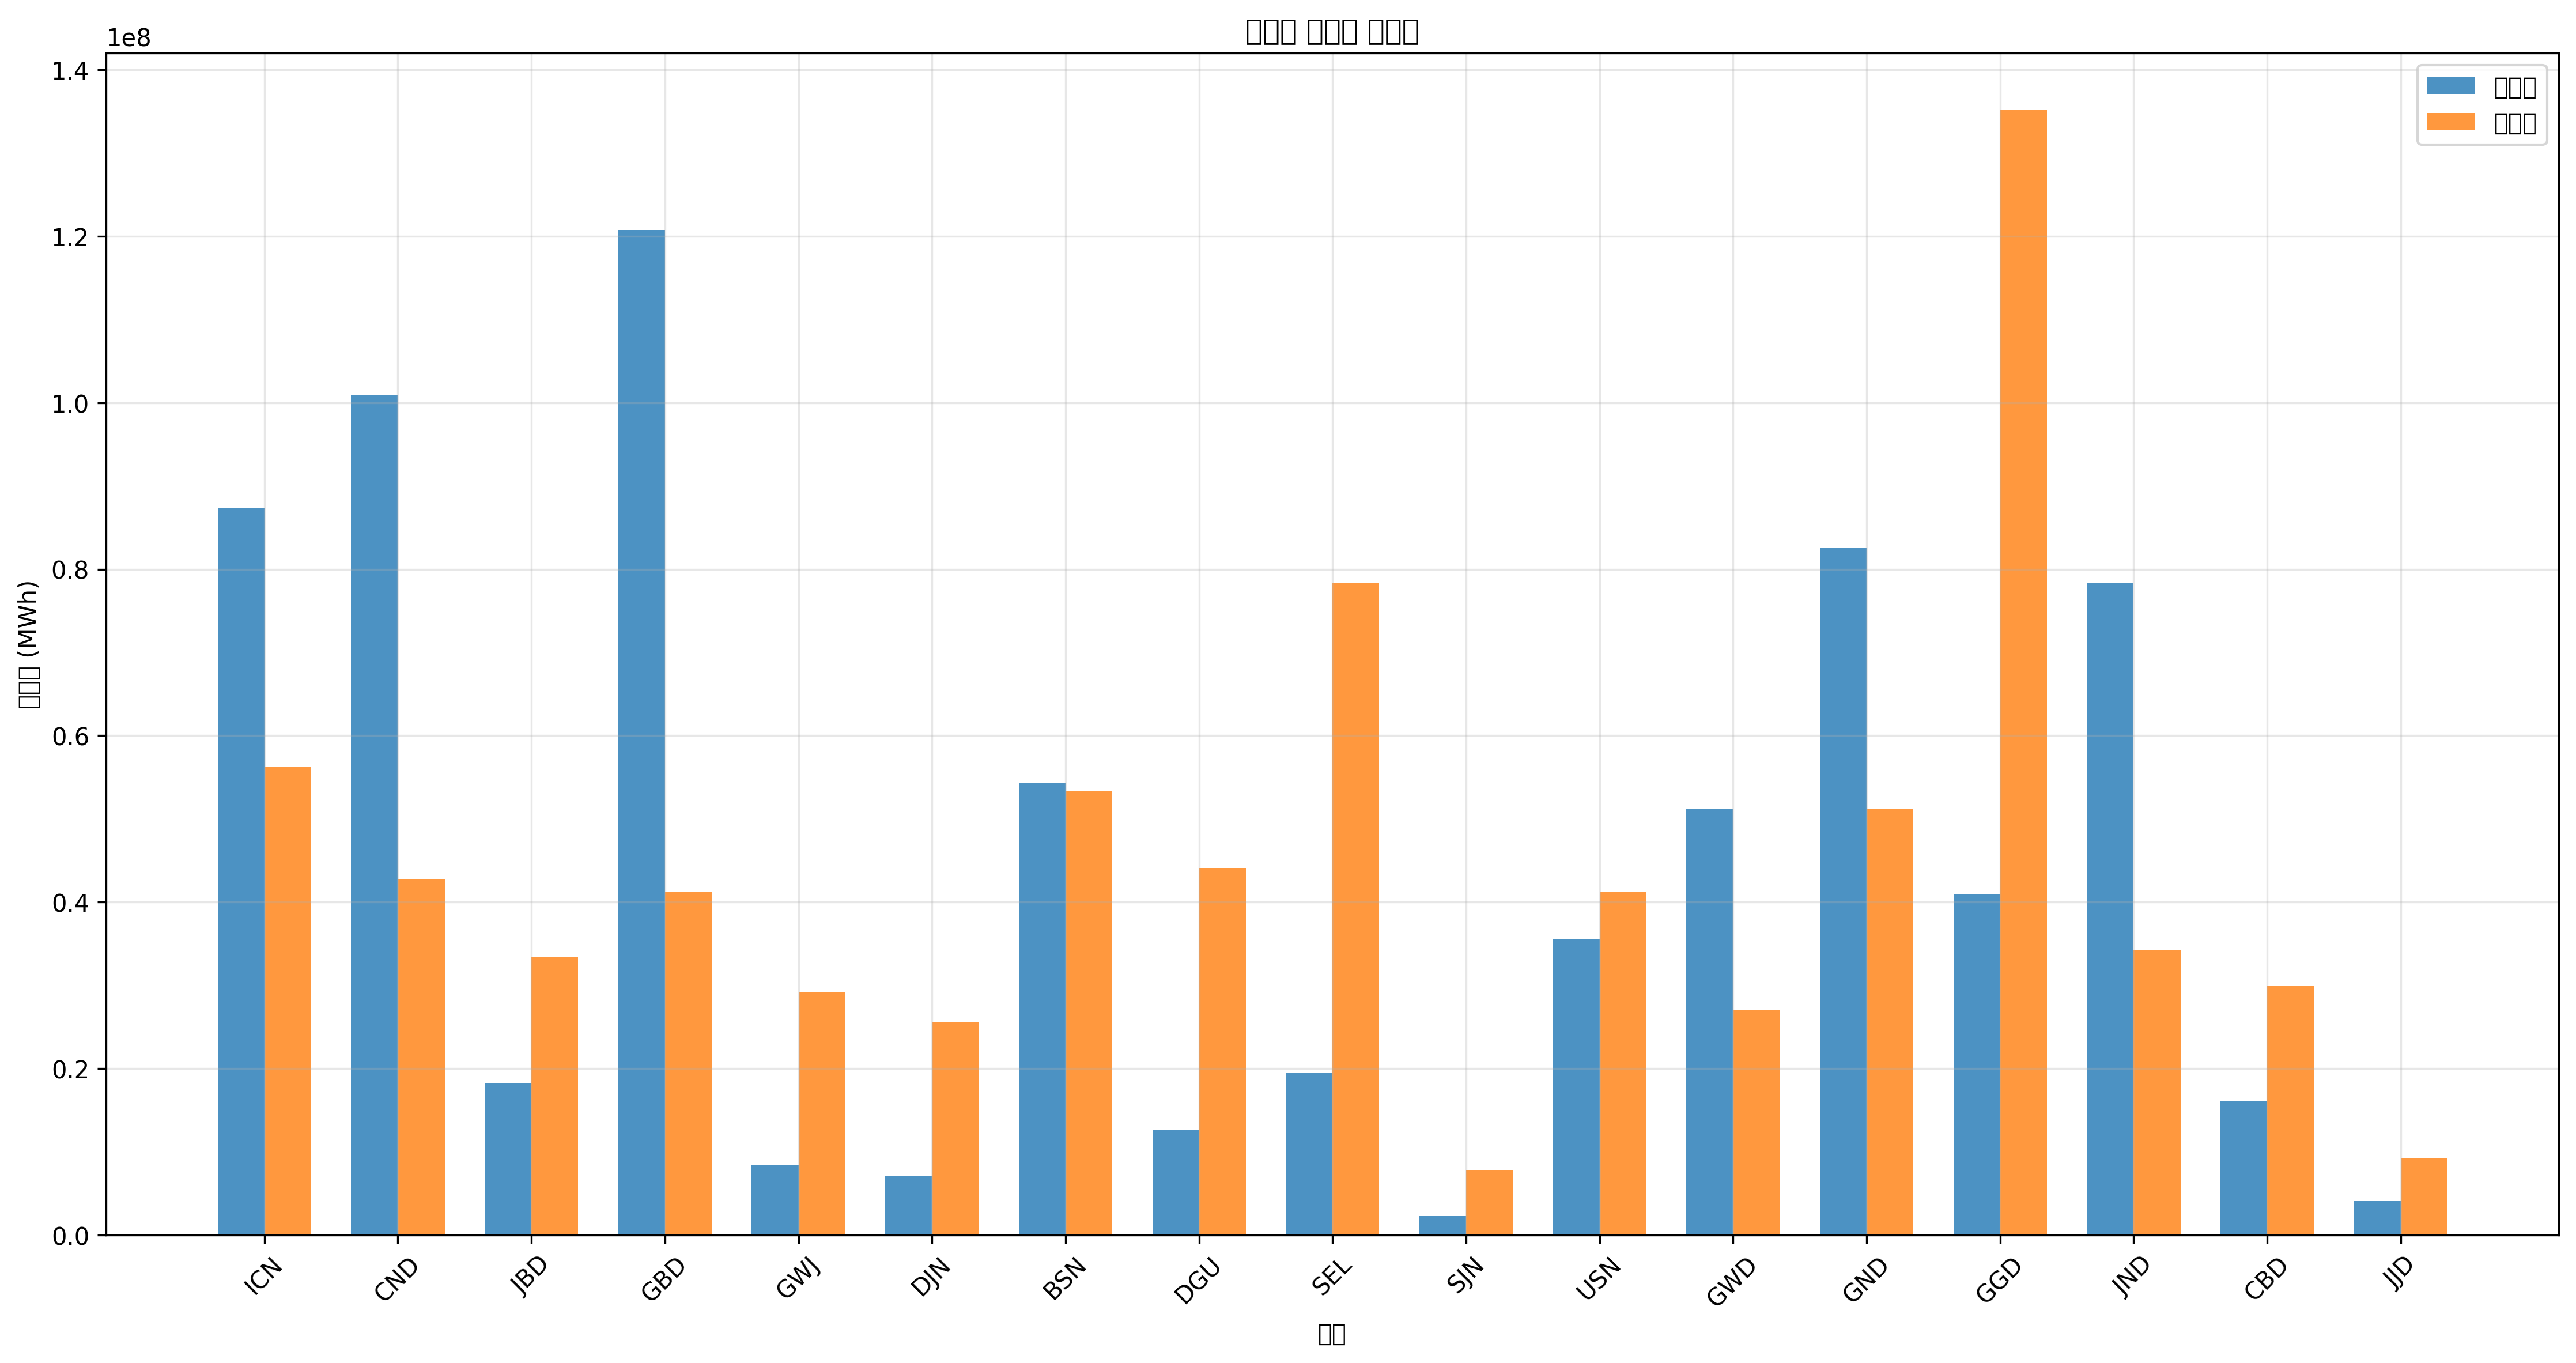 1e8
1.4
1.2
1.0
0.8
0.6
0.4
0.2
0.0
(MWh)
ICN CND JBD GBD GWJ DJN BSN DGU SEL SJN USN GWD GND GGD JND CBD JJD